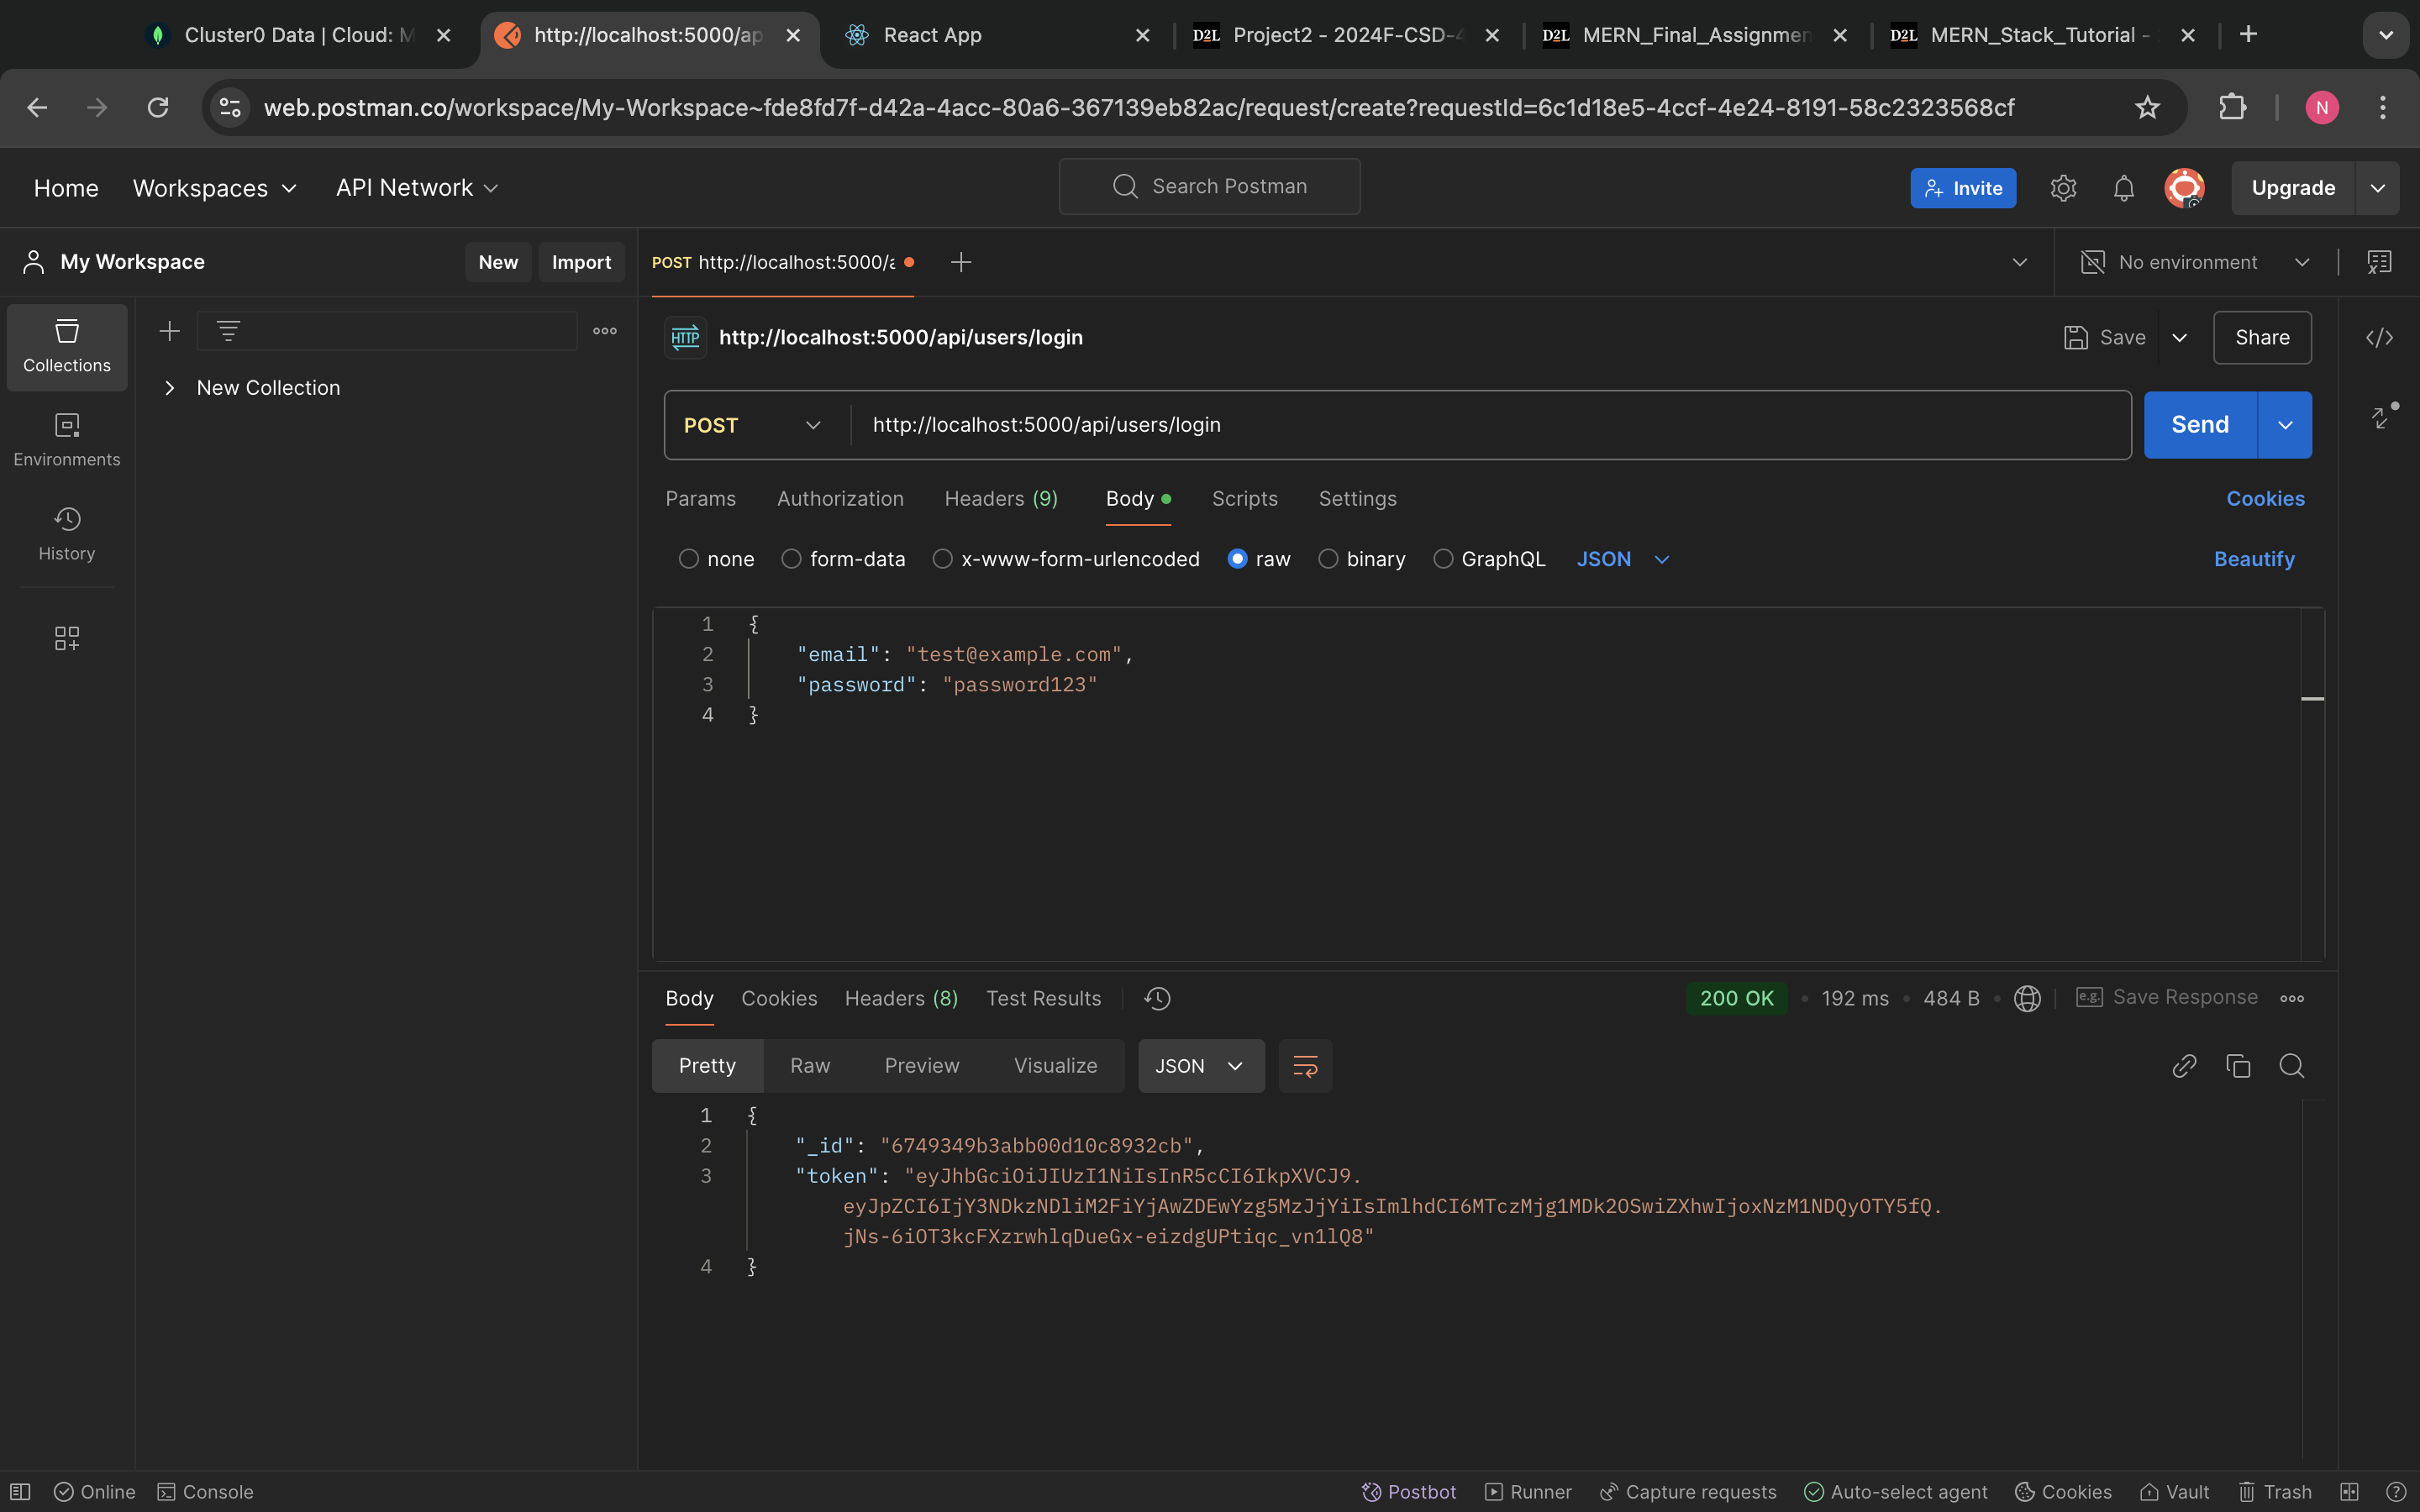 Cluster0 Data | Cloud: M
http://localhost:5000/ap
React App
D2L Project2 - 2024F-CSD-4
D2L MERN_Final_Assignmen
D2L MERN_Stack_Tutorial -
web.postman.co/workspace/My-Workspace~fde8fd7f-d42a-4acc-80a6-367139eb82ac/request/create?requestId=6c1d18e5-4ccf-4e24-8191-58c2323568cf
N
Home
Workspaces
API Network
Search Postman
Invite
Upgrade
My Workspace
New
Import
POST http://localhost:5000/a
No environment
Collections
New Collection
Environments
History
HTTP http://localhost:5000/api/users/login
Save
Share
POST
http://localhost:5000/api/users/login
Send
Params
Authorization
Headers (9)
Body
Scripts
Settings
Cookies
none
form-data
x-www-form-urlencoded
raw
binary
GraphQL
JSON
Beautify
1 {
2 "email": "test@example.com",
3 "password": "password123"
4 }
Body
Cookies
Headers (8)
Test Results
200 OK
192 ms
484 B
e.g. Save Response
Pretty
Raw
Preview
Visualize
JSON
1 {
2 "_id": "6749349b3abb00d10c8932cb",
3 "token": "eyJhbGciOiJIUzI1NiIsInR5cCI6IkpXVCJ9.
eyJpZCI6IjY3NDkzNDliM2FiYjAwZDEwYzg5MzJjYiIsImlhdCI6MTczMjg1MDk2OSwiZXhwIjoxNzM1NDQyOTY5fQ.
jNs-6iOT3kcFXzrwhlqDueGx-eizdgUPtiqc_vn1lQ8"
4 }
Online
Console
Postbot
Runner
Capture requests
Auto-select agent
Cookies
Vault
Trash